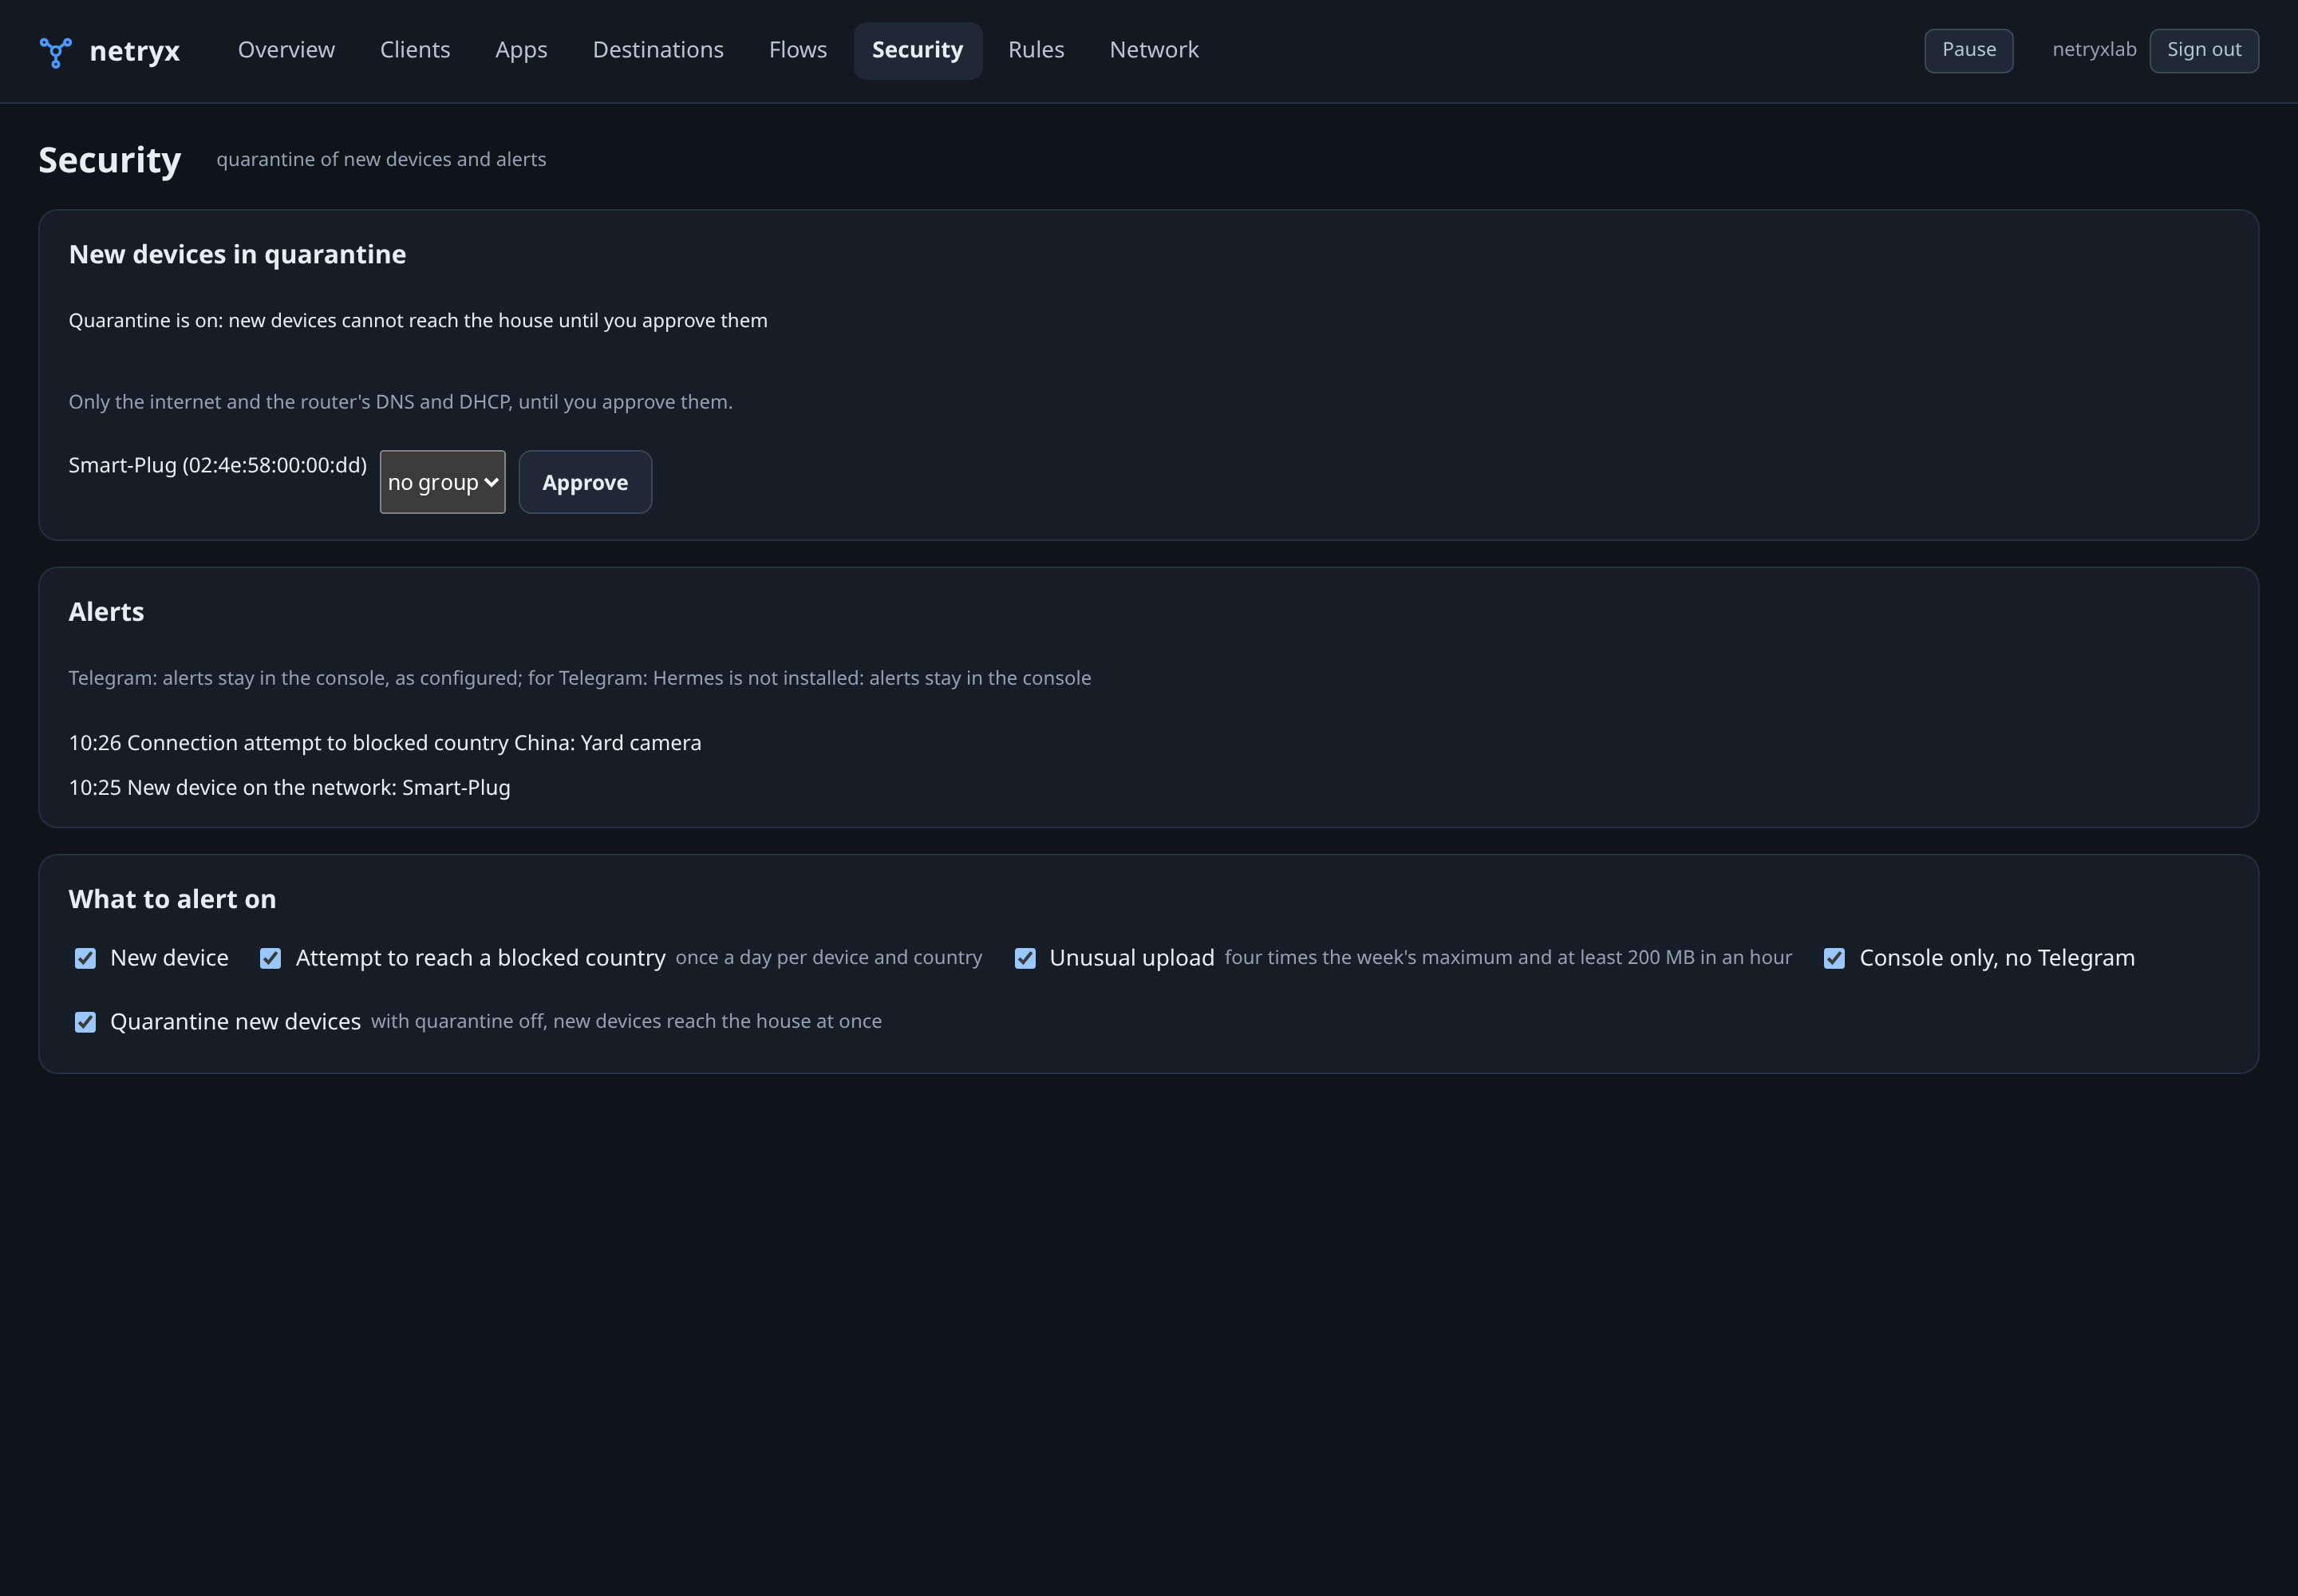 netryx Overview Clients Apps Destinations Flows Security Rules Network Pause netryxlab Sign out
Security quarantine of new devices and alerts
New devices in quarantine
Quarantine is on: new devices cannot reach the house until you approve them
Only the internet and the router's DNS and DHCP, until you approve them.
Smart-Plug (02:4e:58:00:00:dd) no group Approve
Alerts
Telegram: alerts stay in the console, as configured; for Telegram: Hermes is not installed: alerts stay in the console
10:26 Connection attempt to blocked country China: Yard camera
10:25 New device on the network: Smart-Plug
What to alert on
New device Attempt to reach a blocked country once a day per device and country Unusual upload four times the week's maximum and at least 200 MB in an hour Console only, no Telegram
Quarantine new devices with quarantine off, new devices reach the house at once